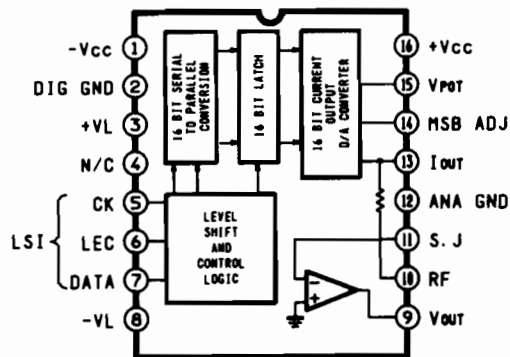 -Vcc 1
DIG GND 2
+VL 3
N/C 4
LSI
CK 5
LEC 6
DATA 7
-VL 8
16 BIT SERIAL
TO PARALLEL
CONVERSION
16 BIT LATCH
16 BIT CURRENT
OUTPUT
D/A CONVERTER
LEVEL
SHIFT
AND
CONTROL
LOGIC
-
+
16 +Vcc
15 VPOT
14 MSB ADJ
13 IOUT
12 ANA GND
11 S.J
10 RF
9 VOUT